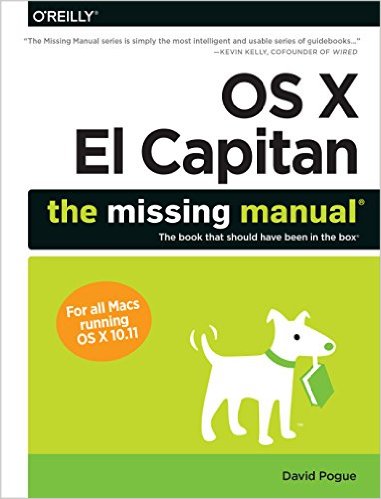 O'REILLY®
"The Missing Manual series is simply the most intelligent and usable series of guidebooks..."
—KEVIN KELLY, COFOUNDER OF WIRED
OS X
El Capitan
the missing manual®
The book that should have been in the box®
For all Macs
running
OS X 10.11
David Pogue